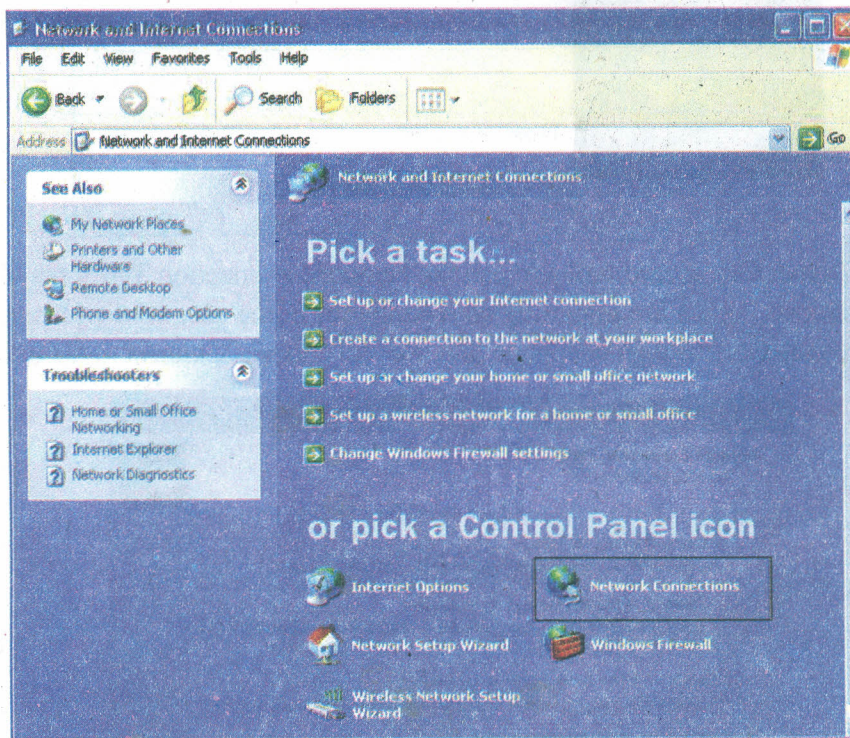 Network and Internet Connections
File Edit View Favorites Tools Help
Back Search Folders
Address Network and Internet Connections Go
See Also
My Network Places
Printers and Other
Hardware
Remote Desktop
Phone and Modem Options
Troubleshooters
Home or Small Office
Networking
Internet Explorer
Network Diagnostics
Network and Internet Connections
Pick a task...
Set up or change your Internet connection
Create a connection to the network at your workplace
Set up or change your home or small office network
Set up a wireless network for a home or small office
Change Windows Firewall settings
or pick a Control Panel icon
Internet Options
Network Connections
Network Setup Wizard
Windows Firewall
Wireless Network Setup
Wizard